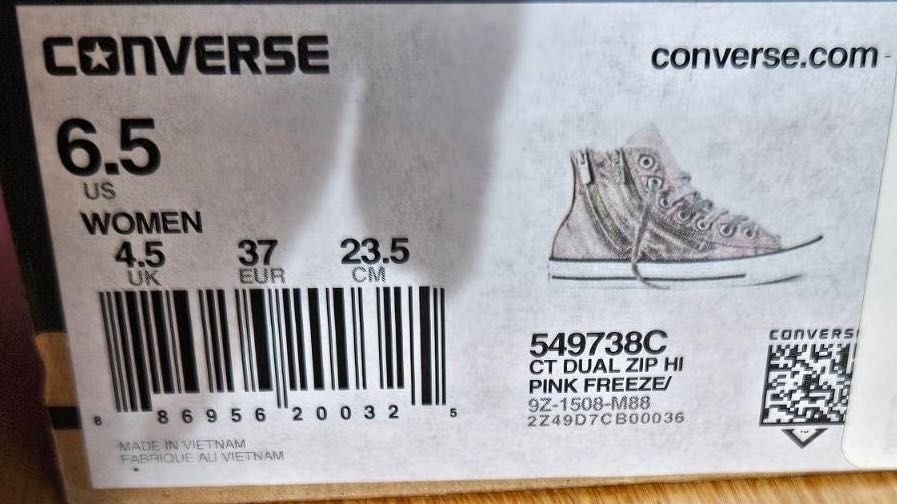 CONVERSE
converse.com
6.5
US
WOMEN
4.5 37 23.5
UK EUR CM
8 86956 20032 5
MADE IN VIETNAM
FABRIQUE AU VIETNAM
549738C
CT DUAL ZIP HI
PINK FREEZE/
9Z-1508-M88
2Z49D7CB00036
CONVERS